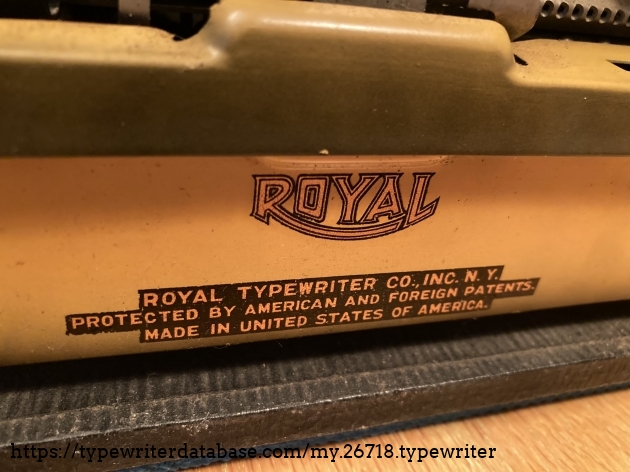 ROYAL
ROYAL TYPEWRITER CO., INC. N. Y.
PROTECTED BY AMERICAN AND FOREIGN PATENTS.
MADE IN UNITED STATES OF AMERICA.
https://typewriterdatabase.com/my.26718.typewriter